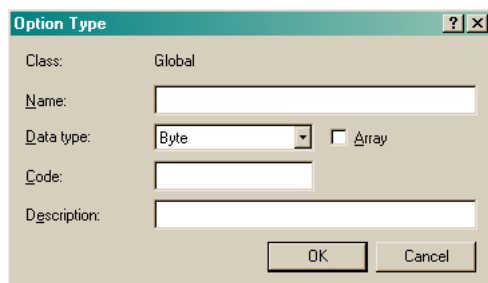 Option Type
Class: Global
Name:
Data type: Byte Array
Code:
Description:
OK Cancel